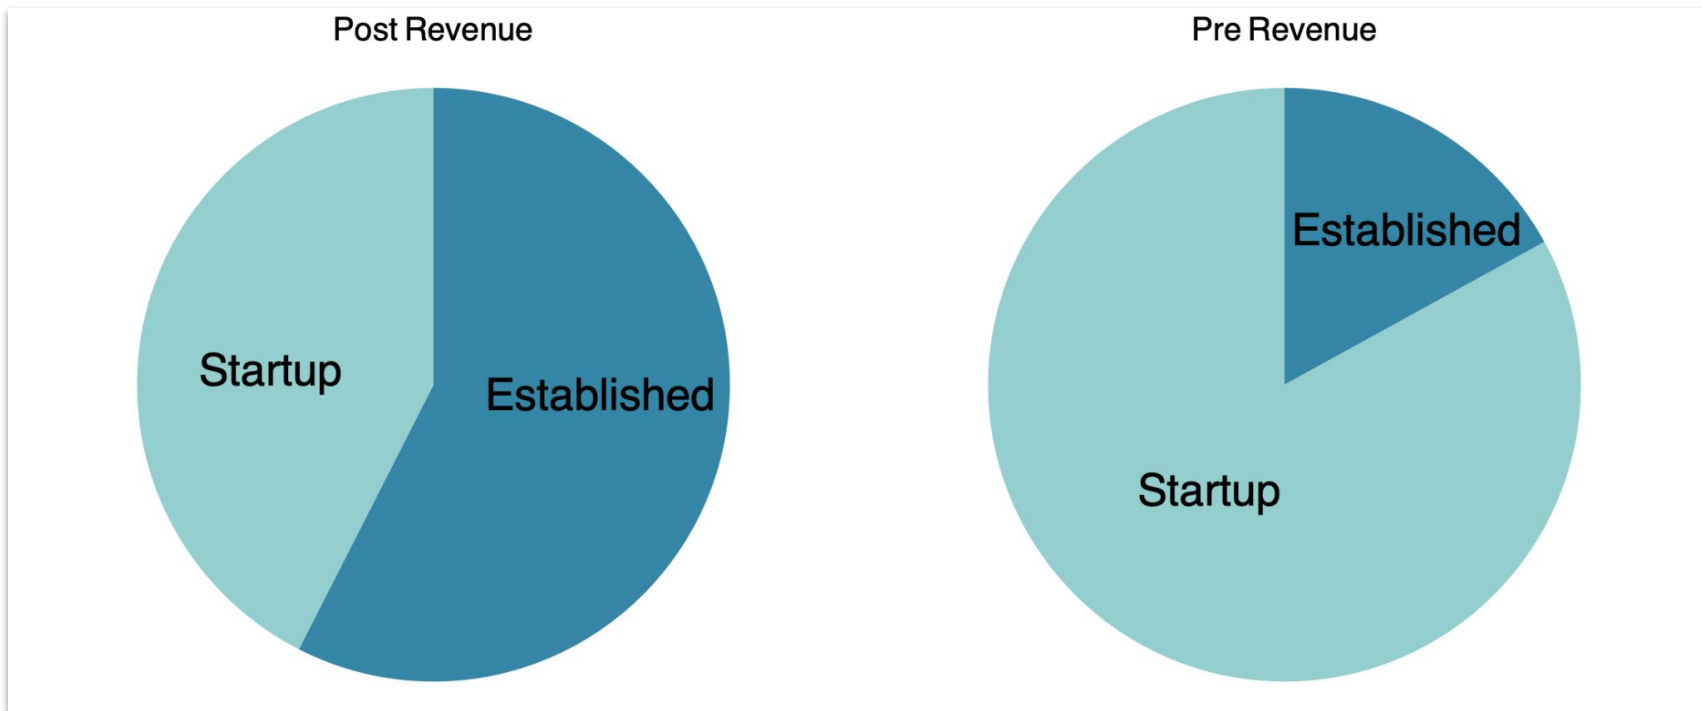 Post Revenue
Startup
Established
Pre Revenue
Established
Startup